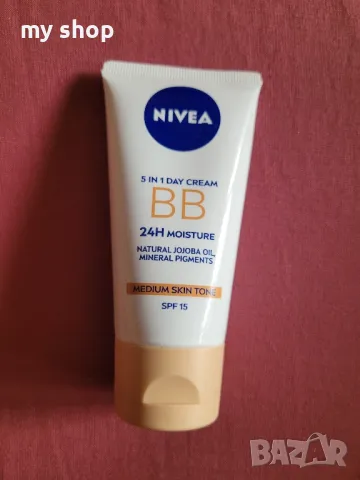 my shop
NIVEA
5 IN 1 DAY CREAM
BB
24H MOISTURE
NATURAL JOJOBA OIL,
MINERAL PIGMENTS
MEDIUM SKIN TONE
SPF 15
BAZAR